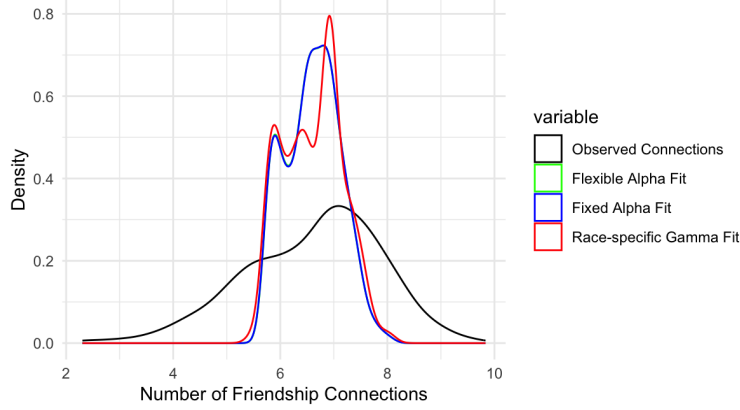 0.8
0.6
0.4
0.2
0.0
Density
2
4
6
8
10
Number of Friendship Connections
variable
Observed Connections
Flexible Alpha Fit
Fixed Alpha Fit
Race-specific Gamma Fit